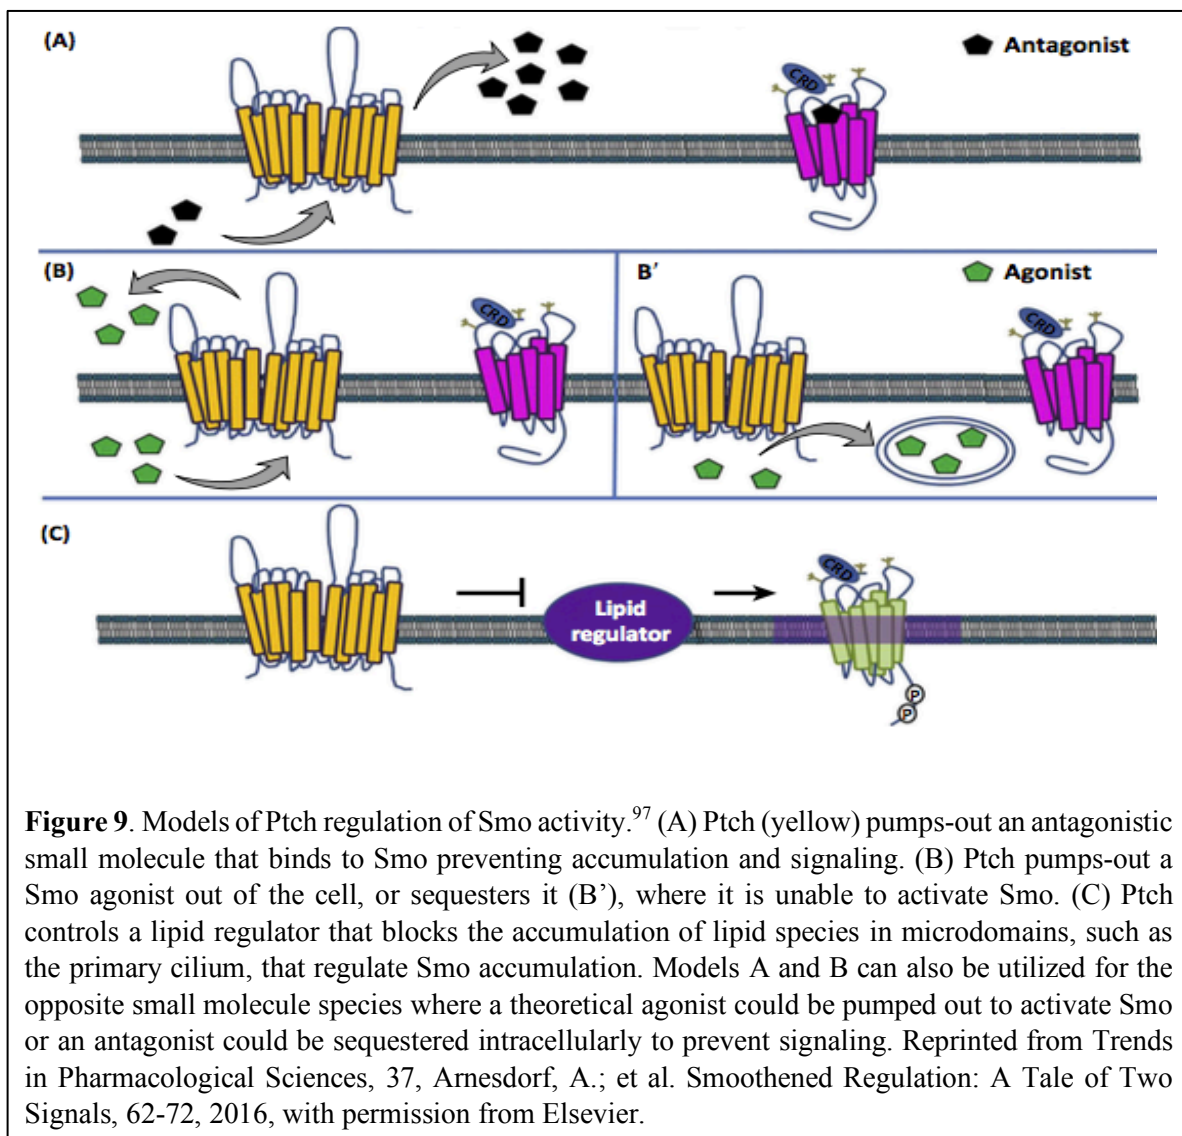 (A)
Antagonist
CRD
(B)
B′
Agonist
CRD
CRD
(C)
CRD
Lipid
regulator
P
P
Figure 9. Models of Ptch regulation of Smo activity.97 (A) Ptch (yellow) pumps-out an antagonistic
small molecule that binds to Smo preventing accumulation and signaling. (B) Ptch pumps-out a
Smo agonist out of the cell, or sequesters it (B’), where it is unable to activate Smo. (C) Ptch
controls a lipid regulator that blocks the accumulation of lipid species in microdomains, such as
the primary cilium, that regulate Smo accumulation. Models A and B can also be utilized for the
opposite small molecule species where a theoretical agonist could be pumped out to activate Smo
or an antagonist could be sequestered intracellularly to prevent signaling. Reprinted from Trends
in Pharmacological Sciences, 37, Arnesdorf, A.; et al. Smoothened Regulation: A Tale of Two
Signals, 62-72, 2016, with permission from Elsevier.